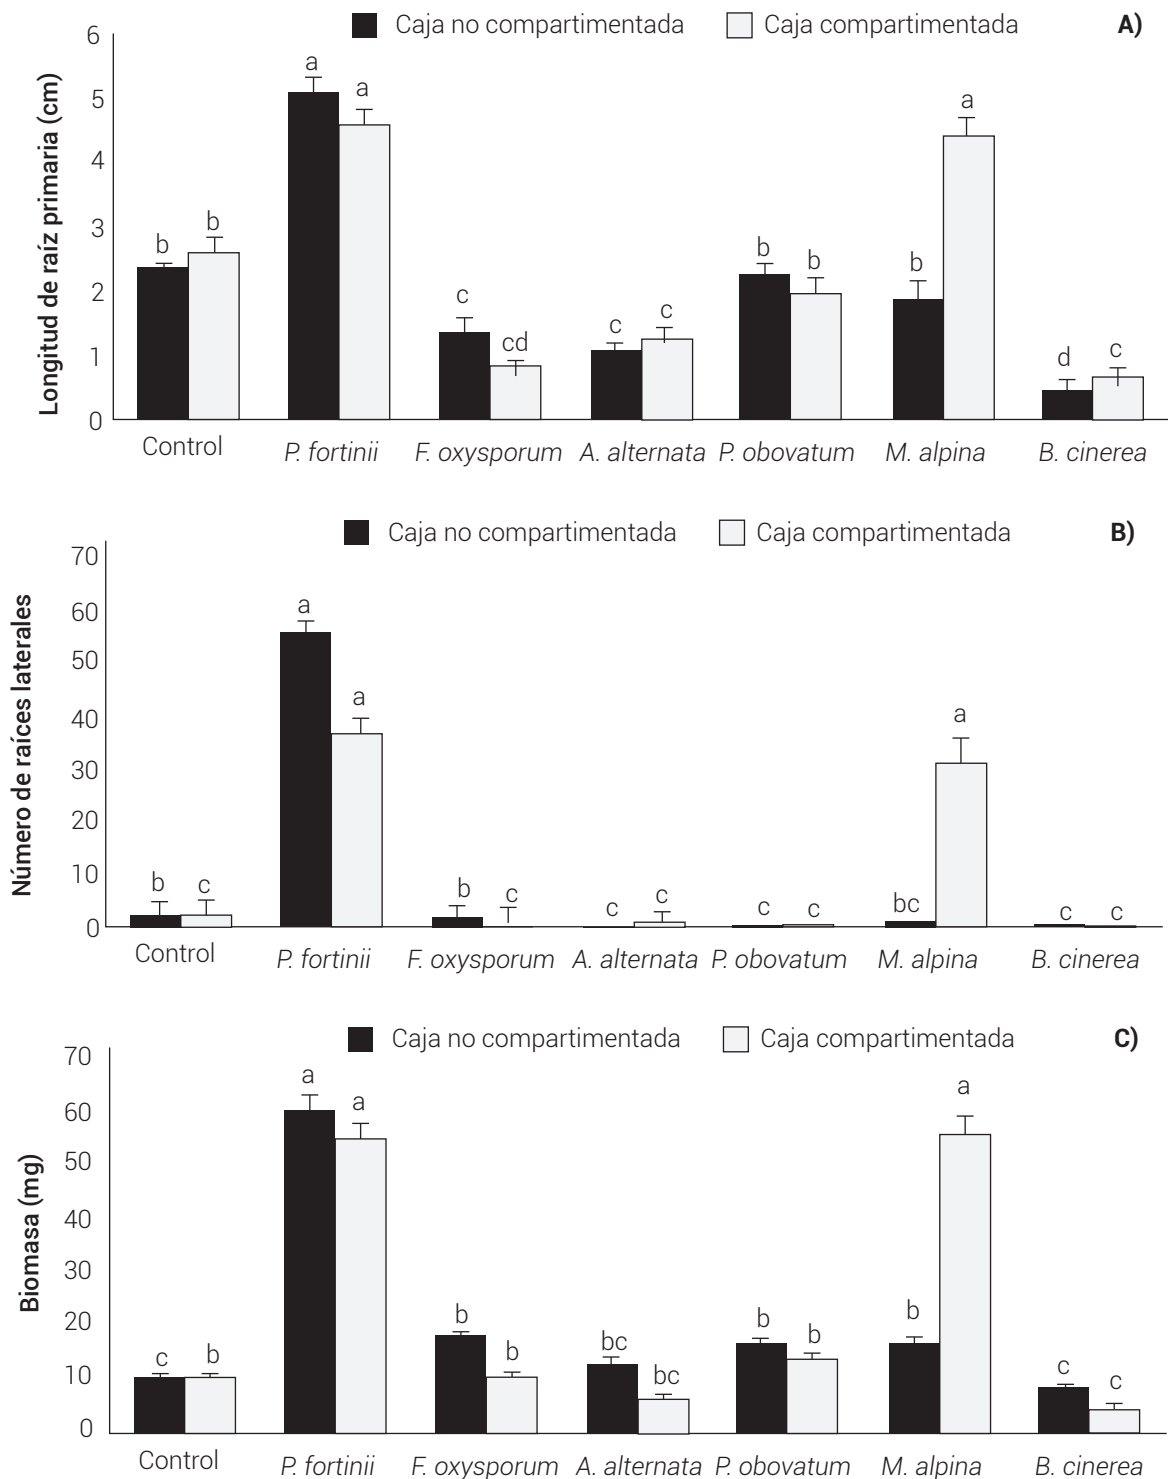 Caja no compartimentada Caja compartimentada A)
Longitud de raíz primaria (cm)
6
5
4
3
2
1
0
b b a a c cd c c b b b a d c
Control P. fortinii F. oxysporum A. alternata P. obovatum M. alpina B. cinerea
Caja no compartimentada Caja compartimentada B)
Número de raíces laterales
70
60
50
40
30
20
10
0
b c a a b c c c c c bc a c c
Control P. fortinii F. oxysporum A. alternata P. obovatum M. alpina B. cinerea
Caja no compartimentada Caja compartimentada C)
Biomasa (mg)
70
60
50
40
30
20
10
0
c b a a b b bc bc b b b a c c
Control P. fortinii F. oxysporum A. alternata P. obovatum M. alpina B. cinerea